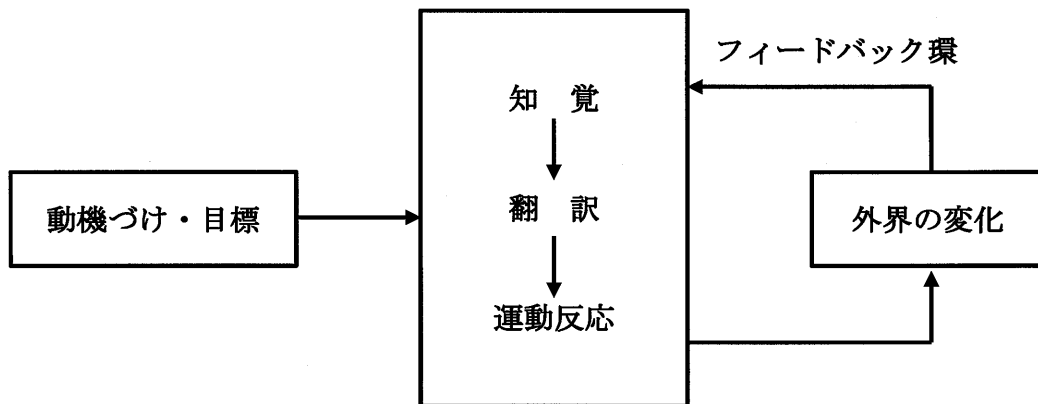 フィードバック環
知　覚
動機づけ・目標
翻　訳
外界の変化
運動反応